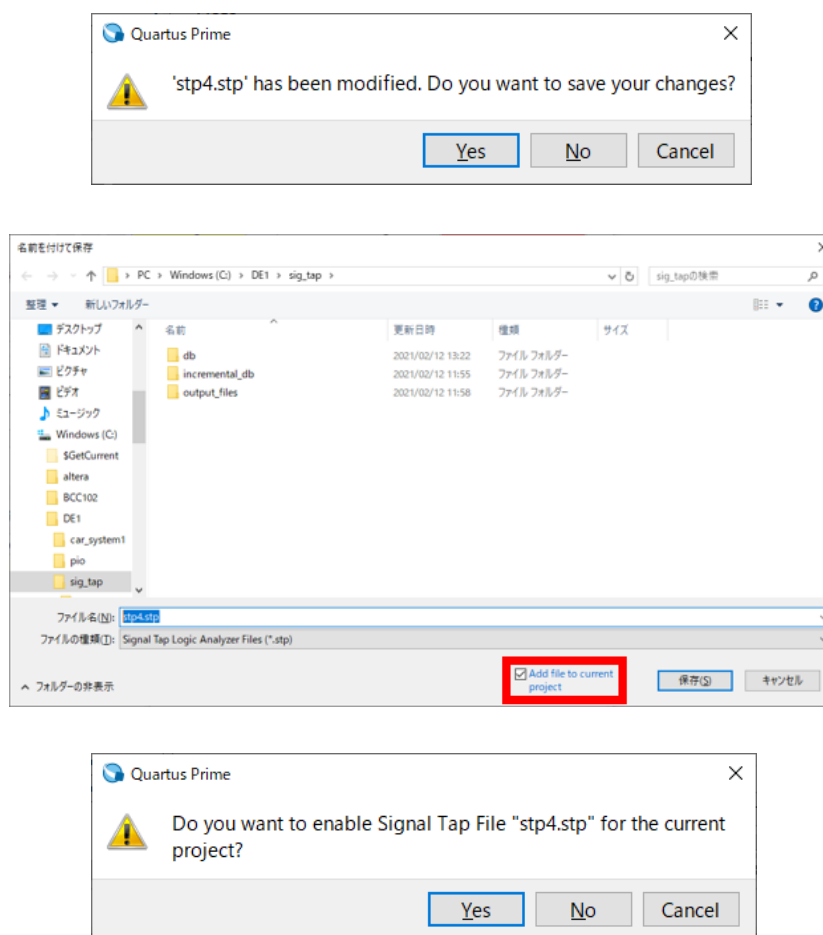 Quartus Prime
'stp4.stp' has been modified. Do you want to save your changes?
Yes No Cancel
名前を付けて保存
PC > Windows (C:) > DE1 > sig_tap > sig_tapの検索
整理 新しいフォルダー
デスクトップ
ドキュメント
ピクチャ
ビデオ
ミュージック
Windows (C:)
$GetCurrent
altera
BCC102
DE1
car_system1
pio
sig_tap
名前 更新日時 種類 サイズ
db 2021/02/12 13:22 ファイル フォルダー
incremental_db 2021/02/12 11:55 ファイル フォルダー
output_files 2021/02/12 11:58 ファイル フォルダー
ファイル名(N): stp4.stp
ファイルの種類(T): Signal Tap Logic Analyzer Files (*.stp)
フォルダーの非表示
Add file to current
project
保存(S) キャンセル
Quartus Prime
Do you want to enable Signal Tap File "stp4.stp" for the current
project?
Yes No Cancel